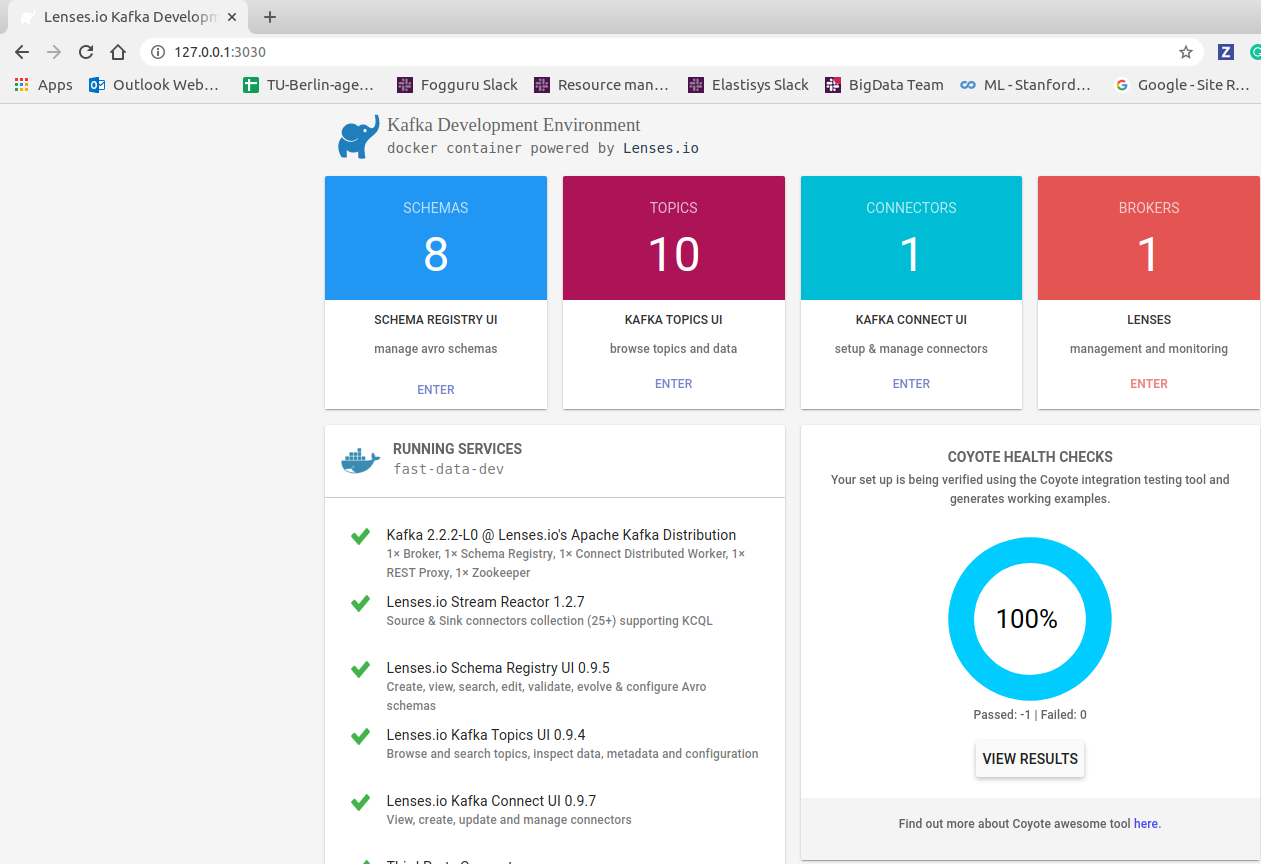 Lenses.io Kafka Developm
127.0.0.1:3030
Apps Outlook Web... TU-Berlin-age... Fogguru Slack Resource man... Elastisys Slack BigData Team ML - Stanford... Google - Site R...
Kafka Development Environment
docker container powered by Lenses.io
SCHEMAS
8
SCHEMA REGISTRY UI
manage avro schemas
ENTER
TOPICS
10
KAFKA TOPICS UI
browse topics and data
ENTER
CONNECTORS
1
KAFKA CONNECT UI
setup & manage connectors
ENTER
BROKERS
1
LENSES
management and monitoring
ENTER
RUNNING SERVICES
fast-data-dev
Kafka 2.2.2-L0 @ Lenses.io's Apache Kafka Distribution
1× Broker, 1× Schema Registry, 1× Connect Distributed Worker, 1×
REST Proxy, 1× Zookeeper
Lenses.io Stream Reactor 1.2.7
Source & Sink connectors collection (25+) supporting KCQL
Lenses.io Schema Registry UI 0.9.5
Create, view, search, edit, validate, evolve & configure Avro
schemas
Lenses.io Kafka Topics UI 0.9.4
Browse and search topics, inspect data, metadata and configuration
Lenses.io Kafka Connect UI 0.9.7
View, create, update and manage connectors
COYOTE HEALTH CHECKS
Your set up is being verified using the Coyote integration testing tool and
generates working examples.
100%
Passed: -1 | Failed: 0
VIEW RESULTS
Find out more about Coyote awesome tool here.